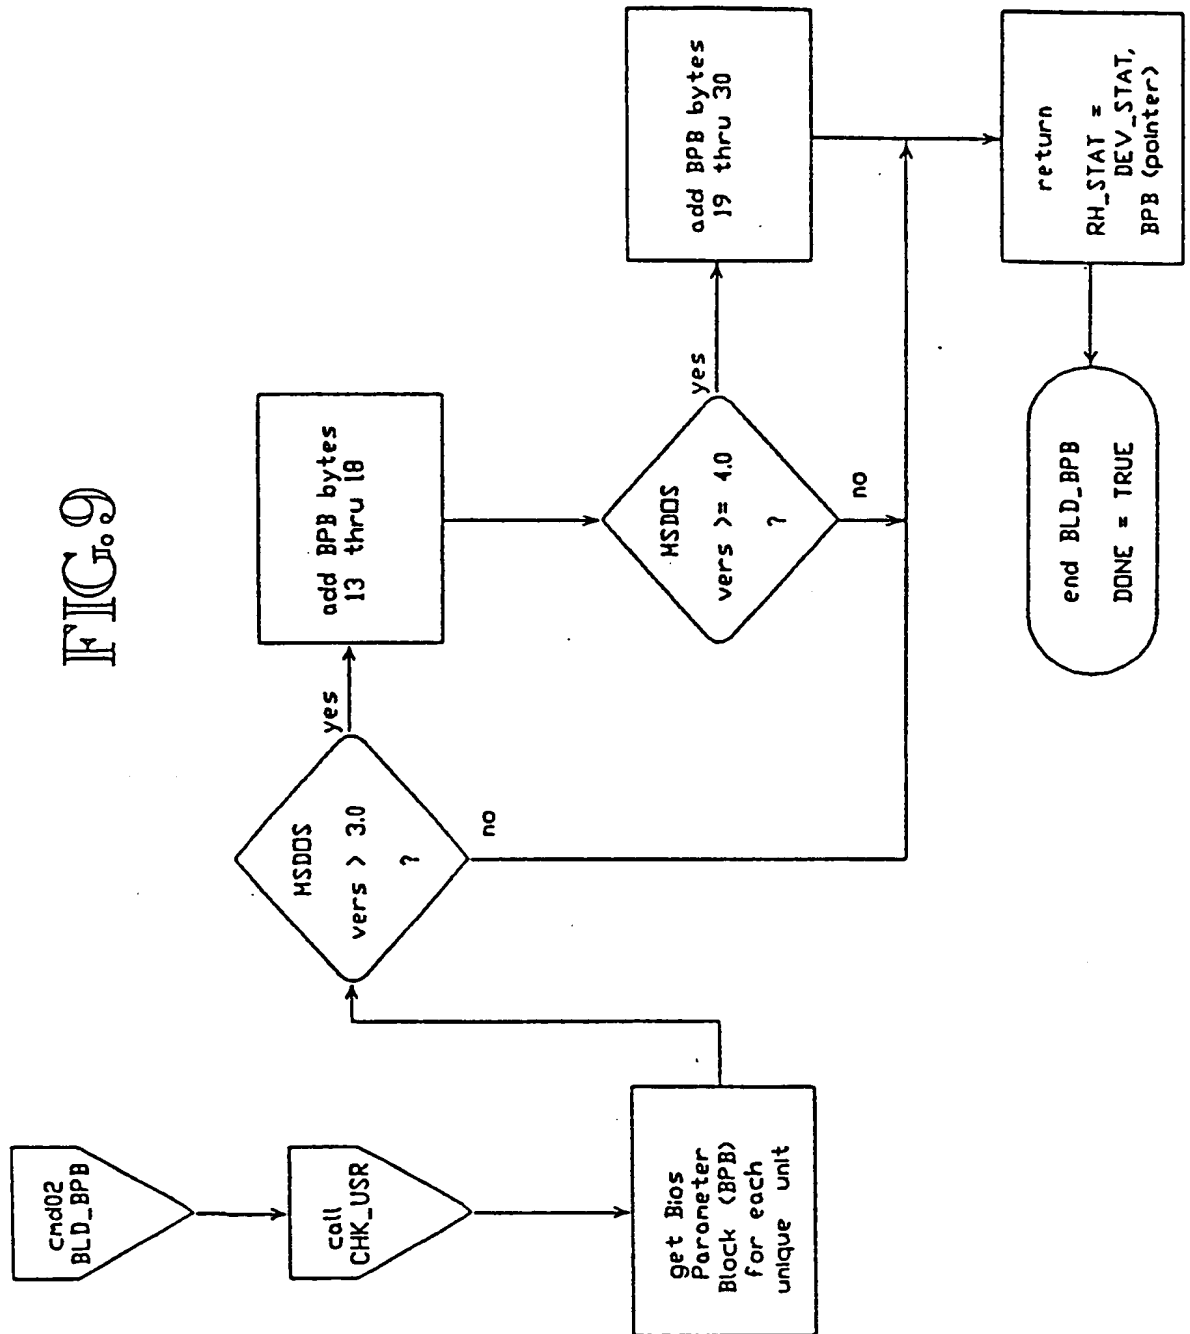 FIG. 9
cmd02
BLD_BPB
call
CHK_USR
get Bios
Parameter
Block (BPB)
for each
unique unit
MSDOS
vers > 3.0
?
yes
no
add BPB bytes
13 thru 18
MSDOS
vers >= 4.0
?
yes
no
add BPB bytes
19 thru 30
return
RH_STAT =
DEV_STAT,
BPB (pointer)
end BLD_BPB
DONE = TRUE